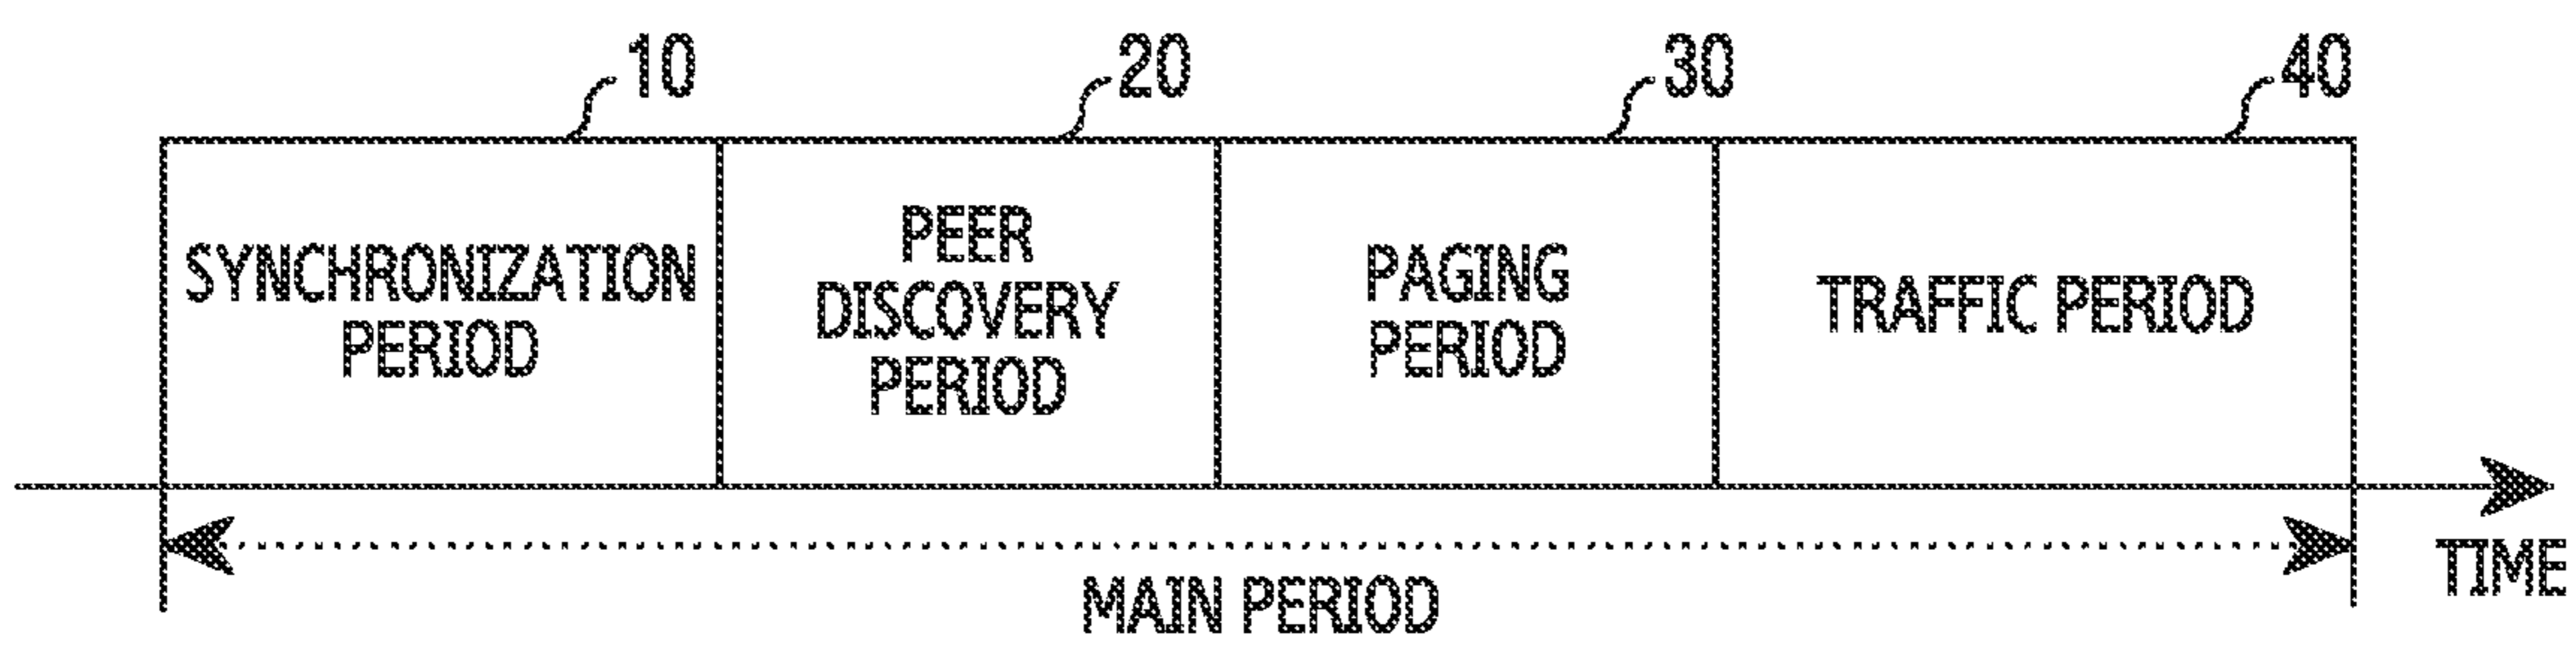 10
20
30
40
SYNCHRONIZATION
PERIOD
PEER
DISCOVERY
PERIOD
PAGING
PERIOD
TRAFFIC PERIOD
TIME
MAIN PERIOD